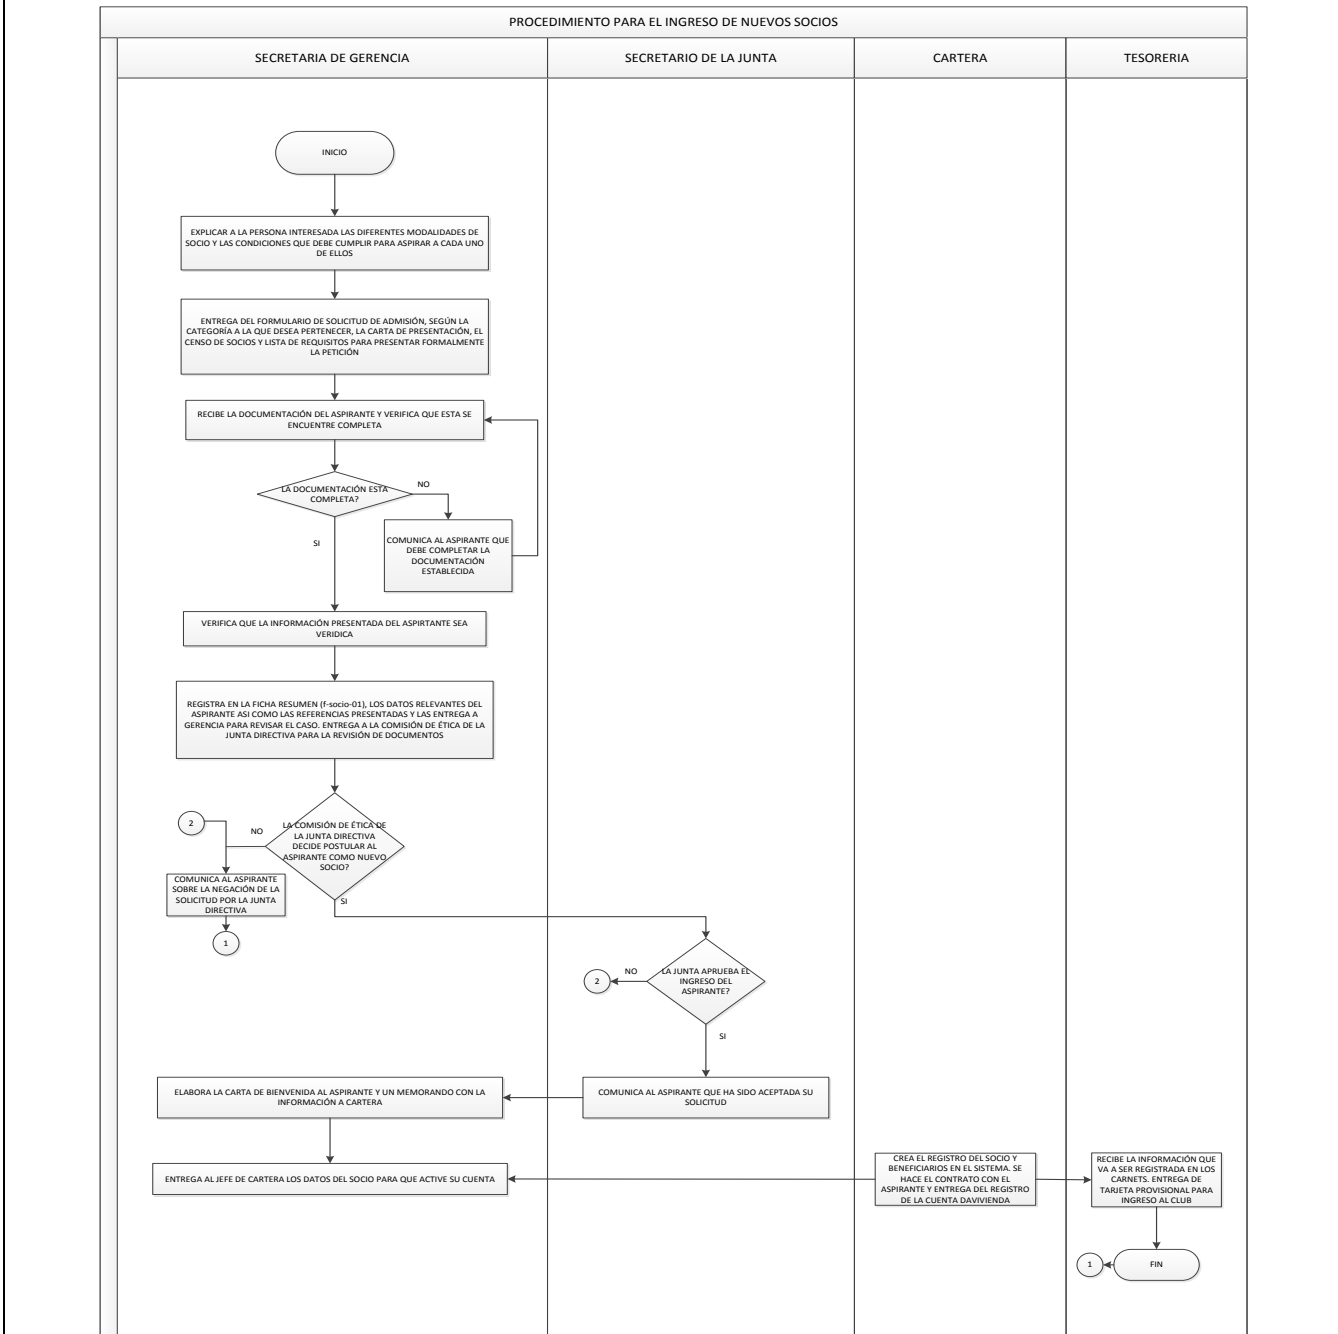 PROCEDIMIENTO PARA EL INGRESO DE NUEVOS SOCIOS
SECRETARIA DE GERENCIA
SECRETARIO DE LA JUNTA
CARTERA
TESORERIA
INICIO
EXPLICAR A LA PERSONA INTERESADA LAS DIFERENTES MODALIDADES DE
SOCIO Y LAS CONDICIONES QUE DEBE CUMPLIR PARA ASPIRAR A CADA UNO
DE ELLOS
ENTREGA DEL FORMULARIO DE SOLICITUD DE ADMISIÓN, SEGÚN LA
CATEGORÍA A LA QUE DESEA PERTENECER, LA CARTA DE PRESENTACIÓN, EL
CENSO DE SOCIOS Y LISTA DE REQUISITOS PARA PRESENTAR FORMALMENTE
LA PETICIÓN
RECIBE LA DOCUMENTACIÓN DEL ASPIRANTE Y VERIFICA QUE ESTA SE
ENCUENTRE COMPLETA
LA DOCUMENTACIÓN ESTA
COMPLETA?
NO
SI
COMUNICA AL ASPIRANTE QUE
DEBE COMPLETAR LA
DOCUMENTACIÓN
ESTABLECIDA
VERIFICA QUE LA INFORMACIÓN PRESENTADA DEL ASPIRTANTE SEA
VERIDICA
REGISTRA EN LA FICHA RESUMEN (f-socio-01), LOS DATOS RELEVANTES DEL
ASPIRANTE ASI COMO LAS REFERENCIAS PRESENTADA Y LAS ENTREGA A
GERENCIA PARA REVISAR EL CASO. ENTREGA A LA COMISIÓN DE ÉTICA DE LA
JUNTA DIRECTIVA PARA LA REVISIÓN DE DOCUMENTOS
2
NO
LA COMISIÓN DE ÉTICA DE
LA JUNTA DIRECTIVA
DECIDE POSTULAR AL
ASPIRANTE COMO NUEVO
SOCIO?
SI
COMUNICA AL ASPIRANTE
SOBRE LA NEGACIÓN DE LA
SOLICITUD POR LA JUNTA
DIRECTIVA
1
2
NO
LA JUNTA APRUEBA EL
INGRESO DEL
ASPIRANTE?
SI
ELABORA LA CARTA DE BIENVENIDA AL ASPIRANTE Y UN MEMORANDO CON LA
INFORMACIÓN A CARTERA
COMUNICA AL ASPIRANTE QUE HA SIDO ACEPTADA SU
SOLICITUD
ENTREGA AL JEFE DE CARTERA LOS DATOS DEL SOCIO PARA QUE ACTIVE SU CUENTA
CREA EL REGISTRO DEL SOCIO Y
BENEFICIARIOS EN EL SISTEMA. SE
HACE EL CONTRATO CON EL
ASPIRANTE Y ENTREGA DEL REGISTRO
DE LA CUENTA DAVIVIENDA
RECIBE LA INFORMACIÓN QUE
VA A SER REGISTRADA EN LOS
CARNETS. ENTREGA DE
TARJETA PROVISIONAL PARA
INGRESO AL CLUB
1
FIN